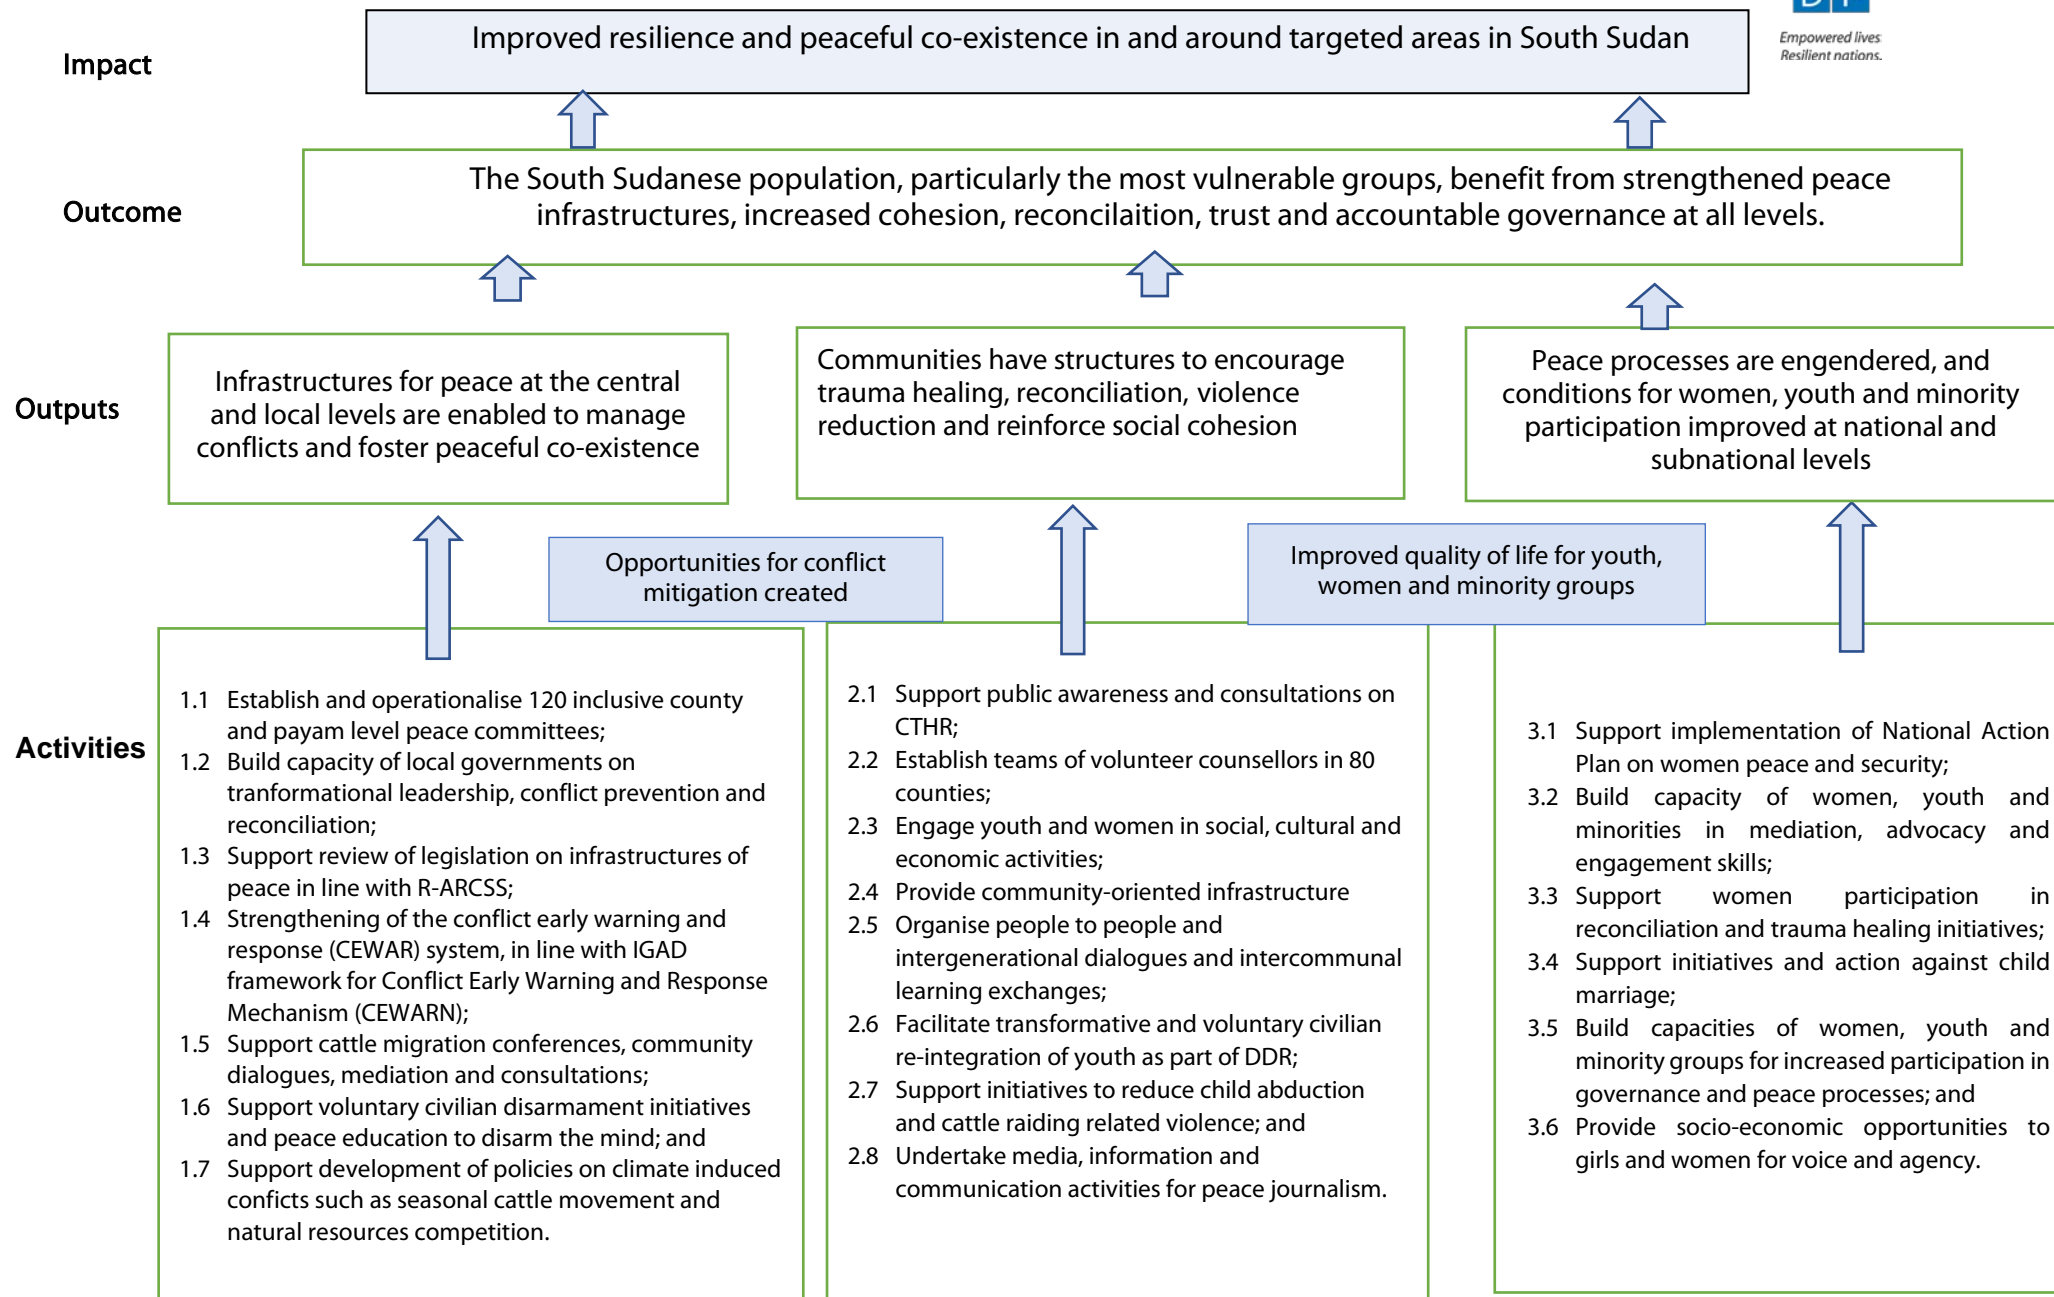 D P
Empowered lives.
Resilient nations.
Impact
Improved resilience and peaceful co-existence in and around targeted areas in South Sudan
Outcome
The South Sudanese population, particularly the most vulnerable groups, benefit from strengthened peace
infrastructures, increased cohesion, reconcilaition, trust and accountable governance at all levels.
Outputs
Infrastructures for peace at the central
and local levels are enabled to manage
conflicts and foster peaceful co-existence
Communities have structures to encourage
trauma healing, reconciliation, violence
reduction and reinforce social cohesion
Peace processes are engendered, and
conditions for women, youth and minority
participation improved at national and
subnational levels
Opportunities for conflict
mitigation created
Improved quality of life for youth,
women and minority groups
Activities
1.1 Establish and operationalise 120 inclusive county
and payam level peace committees;
1.2 Build capacity of local governments on
tranformational leadership, conflict prevention and
reconciliation;
1.3 Support review of legislation on infrastructures of
peace in line with R-ARCSS;
1.4 Strengthening of the conflict early warning and
response (CEWAR) system, in line with IGAD
framework for Conflict Early Warning and Response
Mechanism (CEWARN);
1.5 Support cattle migration conferences, community
dialogues, mediation and consultations;
1.6 Support voluntary civilian disarmament initiatives
and peace education to disarm the mind; and
1.7 Support development of policies on climate induced
conficts such as seasonal cattle movement and
natural resources competition.
2.1 Support public awareness and consultations on
CTHR;
2.2 Establish teams of volunteer counsellors in 80
counties;
2.3 Engage youth and women in social, cultural and
economic activities;
2.4 Provide community-oriented infrastructure
2.5 Organise people to people and
intergenerational dialogues and intercommunal
learning exchanges;
2.6 Facilitate transformative and voluntary civilian
re-integration of youth as part of DDR;
2.7 Support initiatives to reduce child abduction
and cattle raiding related violence; and
2.8 Undertake media, information and
communication activities for peace journalism.
3.1 Support implementation of National Action
Plan on women peace and security;
3.2 Build capacity of women, youth and
minorities in mediation, advocacy and
engagement skills;
3.3 Support women participation in
reconciliation and trauma healing initiatives;
3.4 Support initiatives and action against child
marriage;
3.5 Build capacities of women, youth and
minority groups for increased participation in
governance and peace processes; and
3.6 Provide socio-economic opportunities to
girls and women for voice and agency.